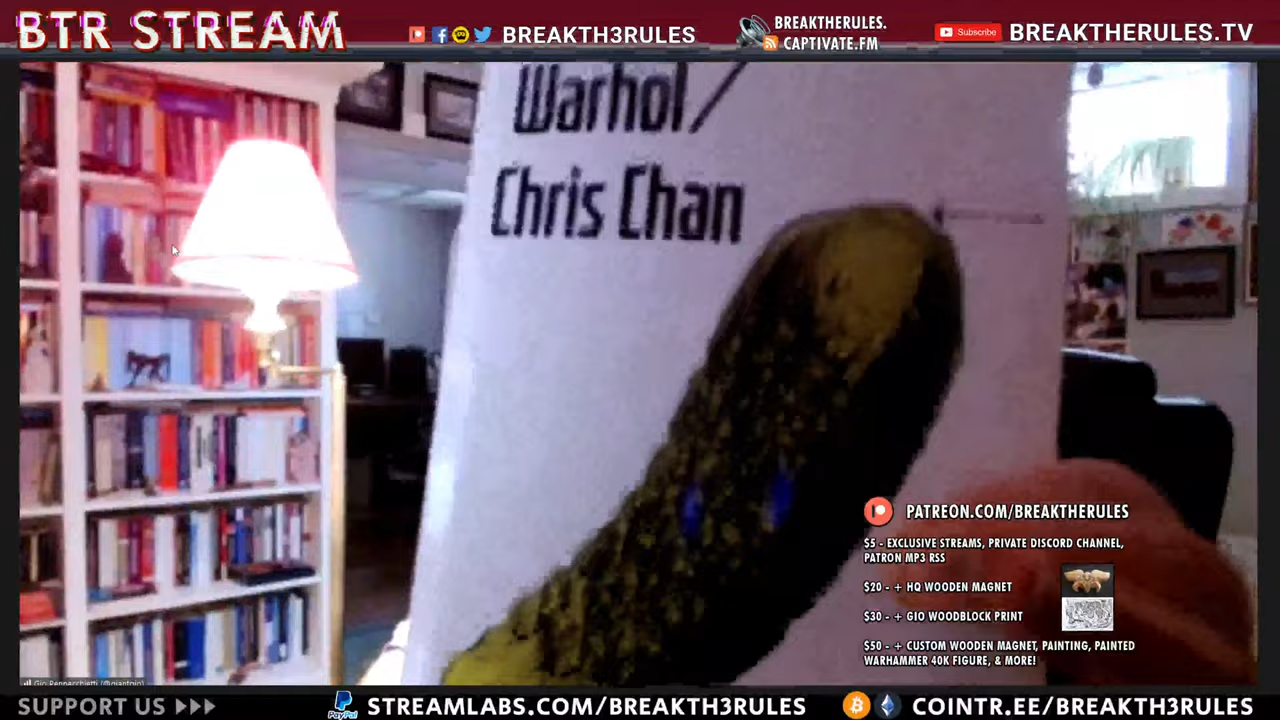 BTR STREAM
BREAKTH3RULES
BREAKTHERULES.
CAPTIVATE.FM
Subscribe
BREAKTHERULES.TV
Warhol/
Chris Chan
PATREON.COM/BREAKTHERULES
$5 - EXCLUSIVE STREAMS, PRIVATE DISCORD CHANNEL,
PATRON MP3 RSS
$20 - + HQ WOODEN MAGNET
$30 - + GIO WOODBLOCK PRINT
$50 - + CUSTOM WOODEN MAGNET, PAINTING, PAINTED
WARHAMMER 40K FIGURE, & MORE!
SUPPORT US
PayPal
STREAMLABS.COM/BREAKTH3RULES
COINTR.EE/BREAKTH3RULES